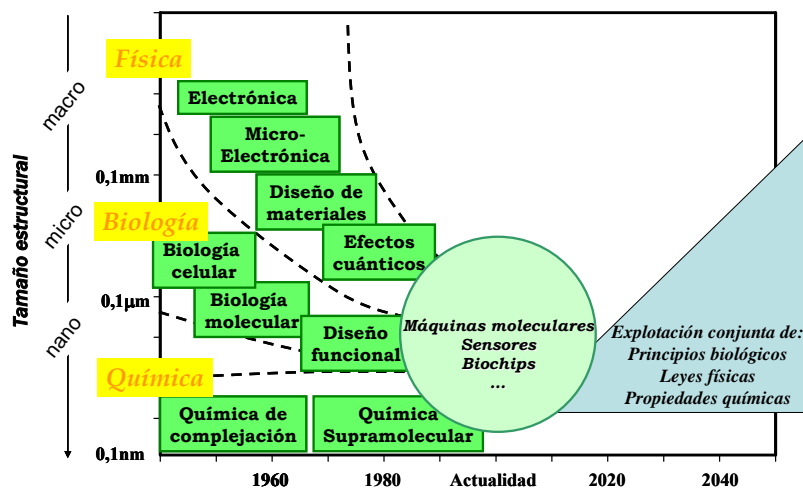 Física
Electrónica
Micro-
Electrónica
Diseño de
materiales
Efectos
cuánticos
Biología
Biología
celular
Biología
molecular
Diseño
funcional
Química
Química de
complejación
Química
Supramolecular
Máquinas moleculares
Sensores
Biochips
...
Explotación conjunta de:
Principios biológicos
Leyes físicas
Propiedades químicas
Tamaño estructural
macro
micro
nano
0,1mm
0,1µm
0,1nm
1960
1980
Actualidad
2020
2040